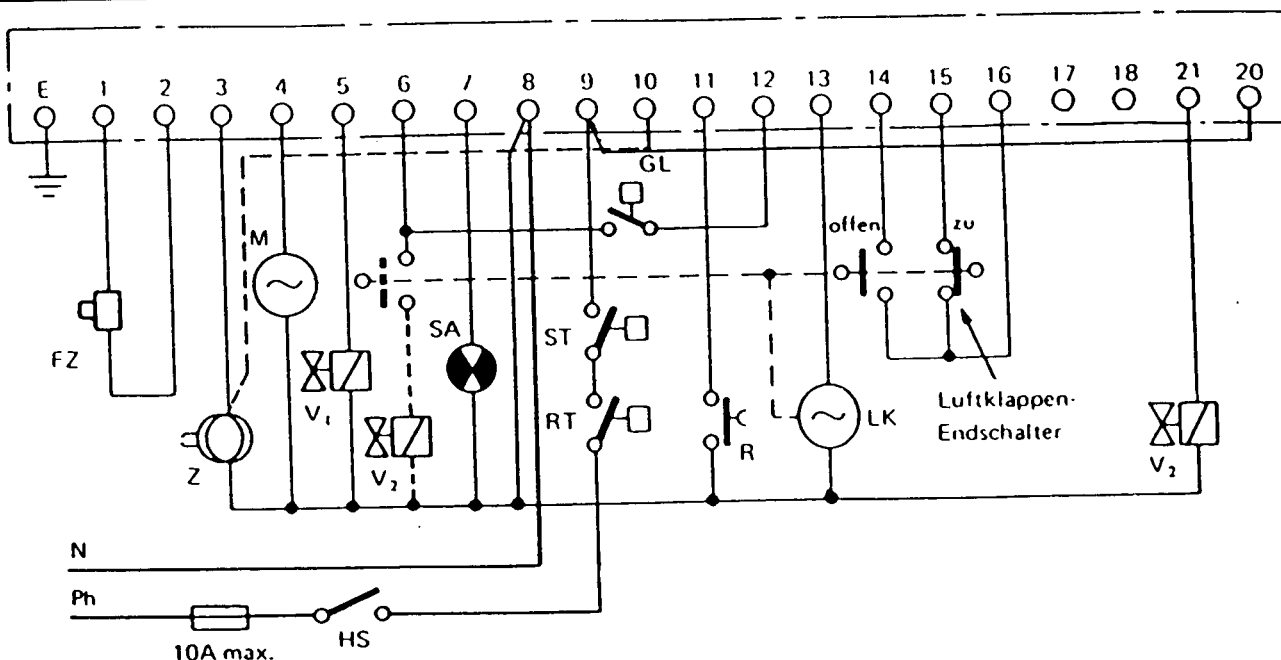 E 1 2 3 4 5 6 7 8 9 10 11 12 13 14 15 16 17 18 21 20
GL
M offen zu
FZ SA ST
V1 RT R LK Luftklappen-
Endschalter
Z V2 V2
N
Ph
10A max. HS